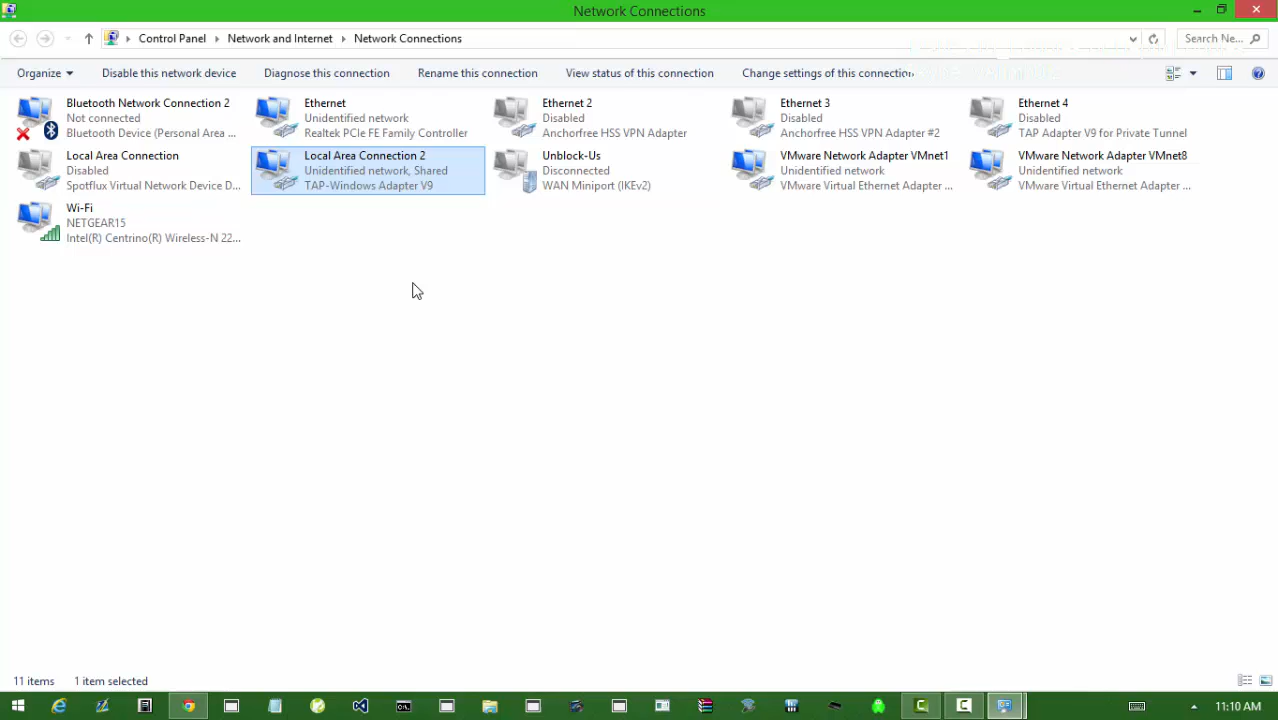 Network Connections
Control Panel Network and Internet Network Connections Search Ne...
Organize Disable this network device Diagnose this connection Rename this connection View status of this connection Change settings of this connection
Bluetooth Network Connection 2
Not connected
Bluetooth Device (Personal Area ...
Ethernet
Unidentified network
Realtek PCIe FE Family Controller
Ethernet 2
Disabled
Anchorfree HSS VPN Adapter
Ethernet 3
Disabled
Anchorfree HSS VPN Adapter #2
Ethernet 4
Disabled
TAP Adapter V9 for Private Tunnel
Local Area Connection
Disabled
Spotflux Virtual Network Device D...
Local Area Connection 2
Unidentified network, Shared
TAP-Windows Adapter V9
Unblock-Us
Disconnected
WAN Miniport (IKEv2)
VMware Network Adapter VMnet1
Unidentified network
VMware Virtual Ethernet Adapter ...
VMware Network Adapter VMnet8
Unidentified network
VMware Virtual Ethernet Adapter ...
Wi-Fi
NETGEAR15
Intel(R) Centrino(R) Wireless-N 22...
11 items 1 item selected
11:10 AM